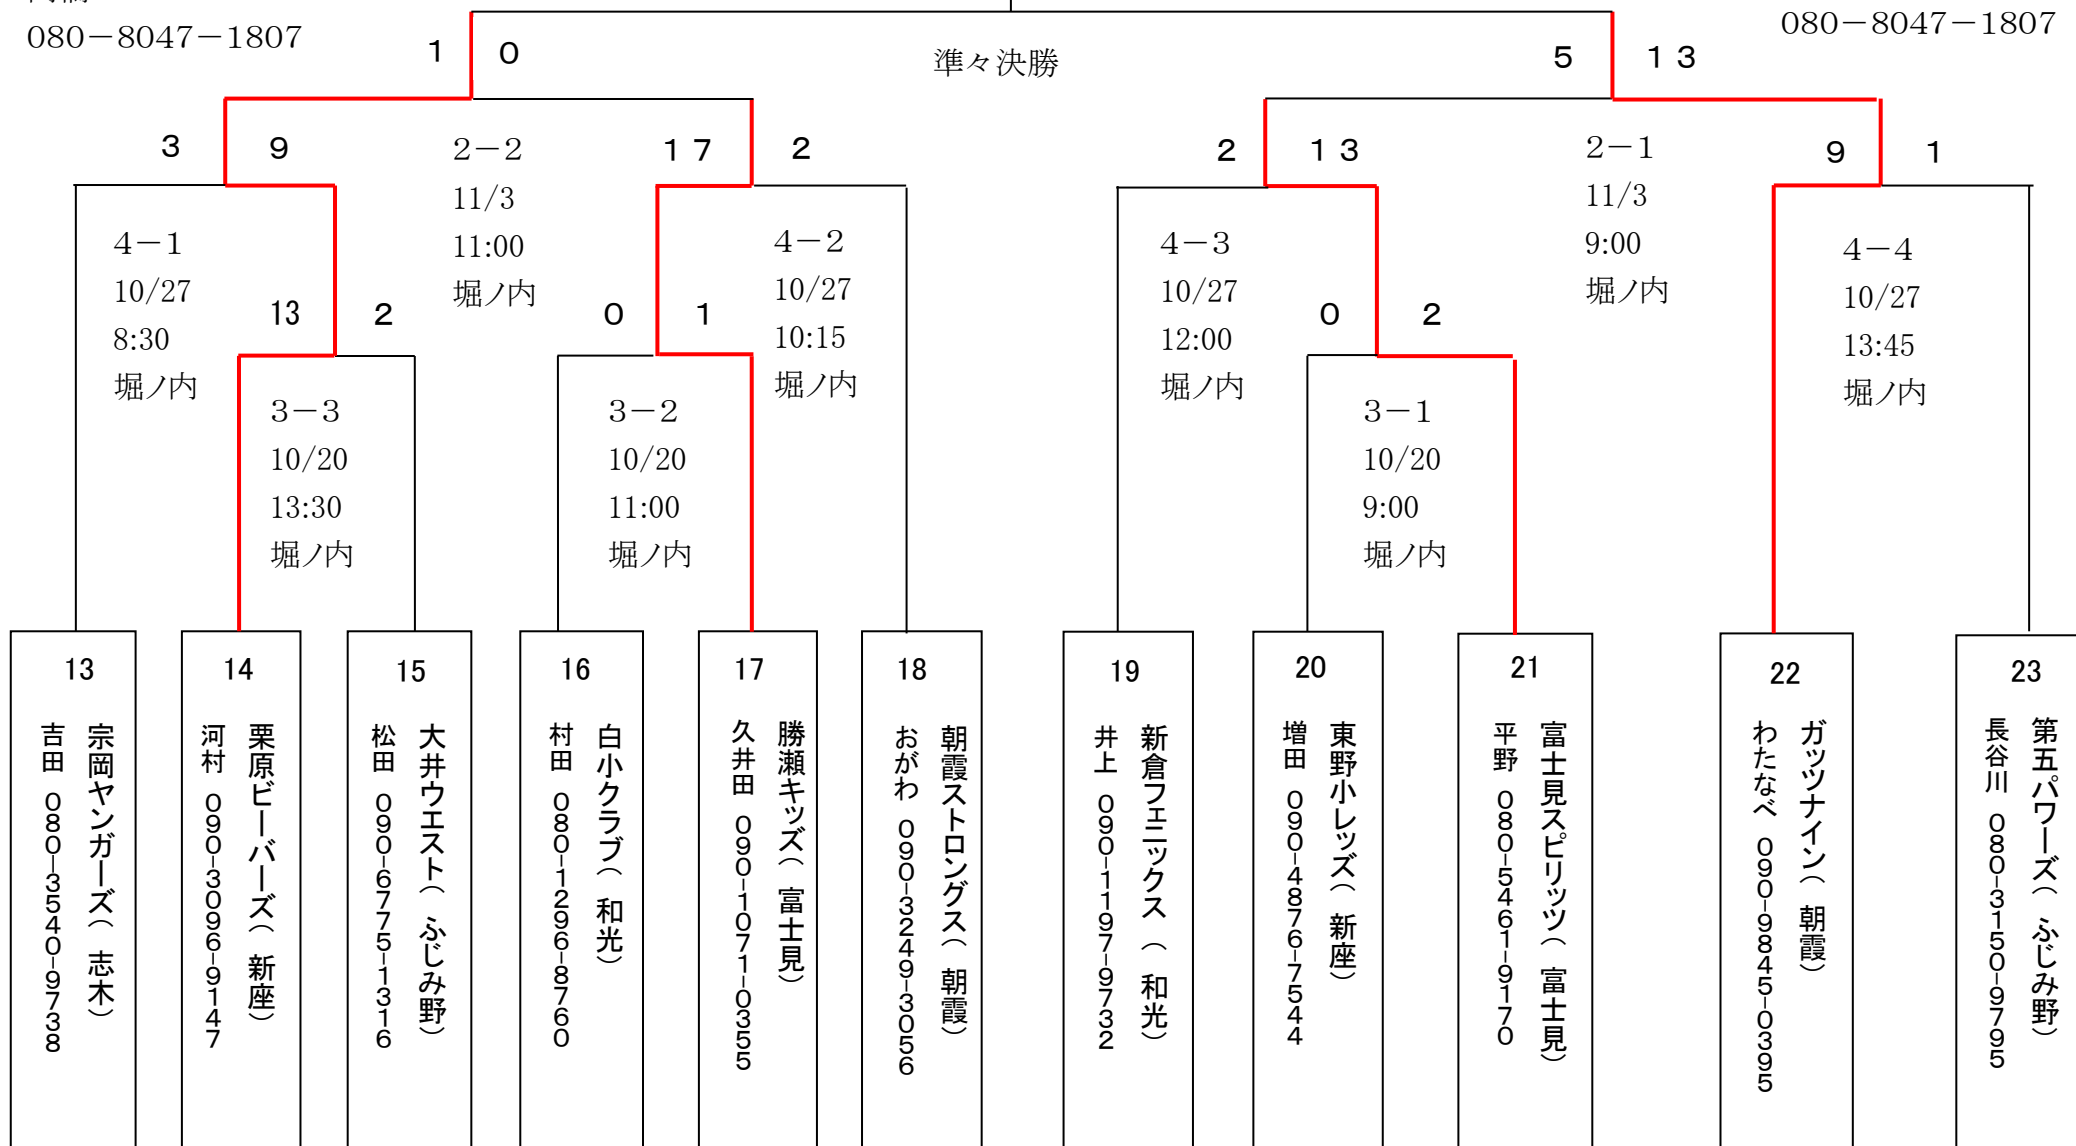 080－8047－1807
080－8047－1807
1 0
準々決勝
5 13
3 9
2－2
11/3
11:00
堀ノ内
17 2
2 13
2－1
11/3
9:00
堀ノ内
9 1
4－1
10/27
8:30
堀ノ内
13 2
0 1
4－2
10/27
10:15
堀ノ内
4－3
10/27
12:00
堀ノ内
0 2
4－4
10/27
13:45
堀ノ内
3－3
10/20
13:30
堀ノ内
3－2
10/20
11:00
堀ノ内
3－1
10/20
9:00
堀ノ内
13
宗岡ヤンガーズ（ 志木）
吉田 080-3540-9738
14
栗原ビーバーズ（ 新座）
河村 090-3096-9147
15
大井ウエスト（ ふじみ野）
松田 090-6775-1316
16
白小クラブ（ 和光）
村田 080-1296-8760
17
勝瀬キッズ（ 富士見）
久井田 090-1071-0355
18
朝霞ストロングス（ 朝霞）
おがわ 090-3249-3056
19
新倉フェニックス （ 和光）
井上 090-1197-9732
20
東野小レッズ（ 新座）
増田 090-4876-7544
21
富士見スピリッツ（ 富士見）
平野 080-5461-9170
22
ガッツナイン（ 朝霞）
わたなべ 090-9845-0395
23
第五パワーズ（ ふじみ野）
長谷川 080-3150-9795